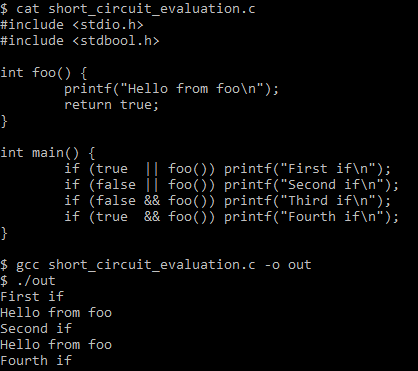 $ cat short_circuit_evaluation.c
#include <stdio.h>
#include <stdbool.h>

int foo() {
        printf("Hello from foo\n");
        return true;
}

int main() {
        if (true  || foo()) printf("First if\n");
        if (false || foo()) printf("Second if\n");
        if (false && foo()) printf("Third if\n");
        if (true  && foo()) printf("Fourth if\n");
}

$ gcc short_circuit_evaluation.c -o out
$ ./out
First if
Hello from foo
Second if
Hello from foo
Fourth if